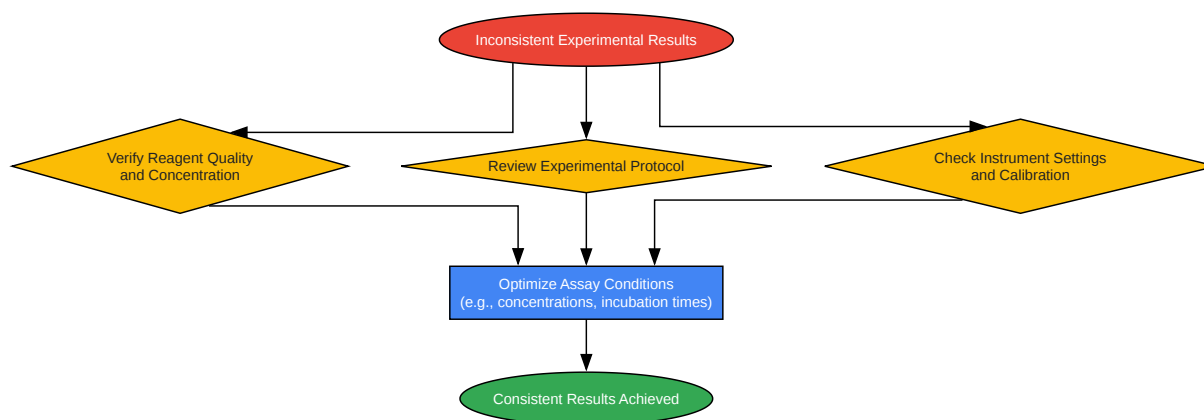 Inconsistent Experimental Results
Verify Reagent Quality
and Concentration
Review Experimental Protocol
Check Instrument Settings
and Calibration
Optimize Assay Conditions
(e.g., concentrations, incubation times)
Consistent Results Achieved